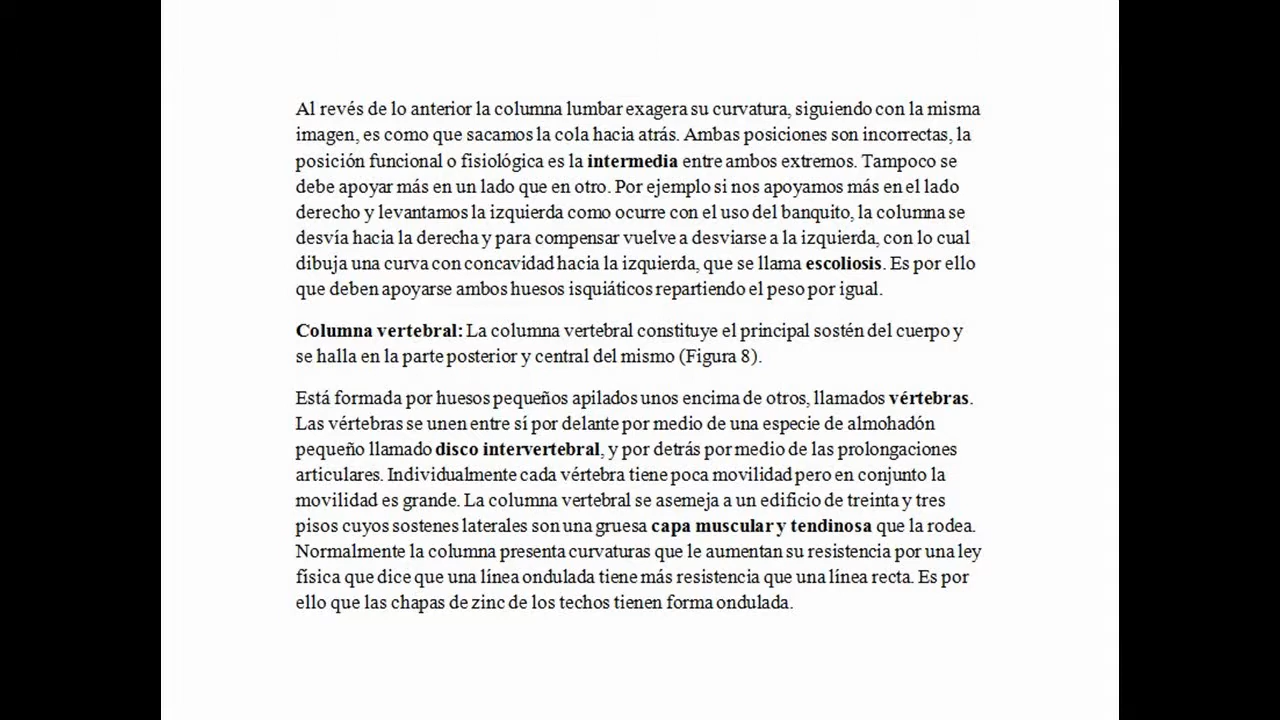 Al revés de lo anterior la columna lumbar exagera su curvatura, siguiendo con la misma
imagen, es como que sacamos la cola hacia atrás. Ambas posiciones son incorrectas, la
posición funcional o fisiológica es la intermedia entre ambos extremos. Tampoco se
debe apoyar más en un lado que en otro. Por ejemplo si nos apoyamos más en el lado
derecho y levantamos la izquierda como ocurre con el uso del banquito, la columna se
desvía hacia la derecha y para compensar vuelve a desviarse a la izquierda, con lo cual
dibuja una curva con concavidad hacia la izquierda, que se llama escoliosis. Es por ello
que deben apoyarse ambos huesos isquiáticos repartiendo el peso por igual.
Columna vertebral: La columna vertebral constituye el principal sostén del cuerpo y
se halla en la parte posterior y central del mismo (Figura 8).
Está formada por huesos pequeños apilados unos encima de otros, llamados vértebras.
Las vértebras se unen entre sí por delante por medio de una especie de almohadón
pequeño llamado disco intervertebral, y por detrás por medio de las prolongaciones
articulares. Individualmente cada vértebra tiene poca movilidad pero en conjunto la
movilidad es grande. La columna vertebral se asemeja a un edificio de treinta y tres
pisos cuyos sostenes laterales son una gruesa capa muscular y tendinosa que la rodea.
Normalmente la columna presenta curvaturas que le aumentan su resistencia por una ley
física que dice que una línea ondulada tiene más resistencia que una línea recta. Es por
ello que las chapas de zinc de los techos tienen forma ondulada.